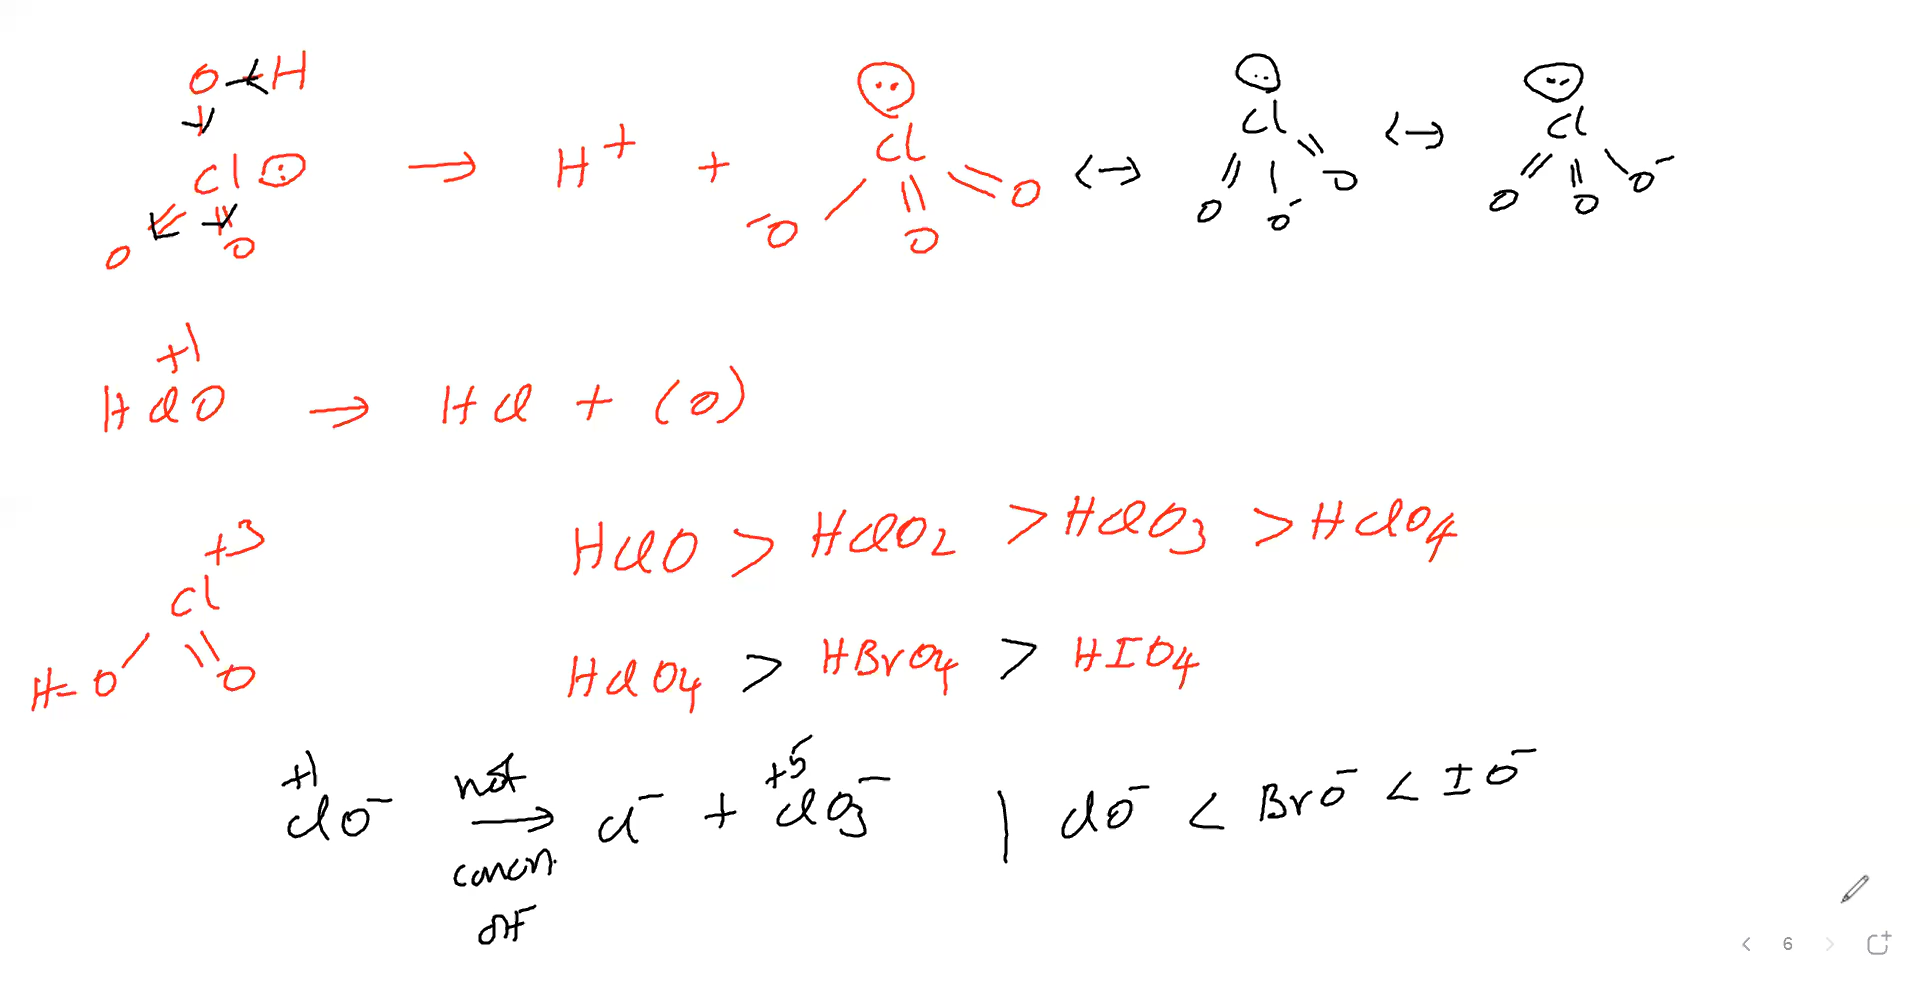 O H
Cl : → H⁺ + ⁻O Cl : O O ↔ Cl : O O⁻ O ↔ Cl : O O O⁻
O O
+1
HClO → HCl + (O)
+3
Cl
H-O O
HClO > HClO₂ > HClO₃ > HClO₄
HClO₄ > HBrO₄ > HIO₄
+1 hot +5
ClO⁻ → Cl⁻ + ClO₃⁻ | ClO⁻ < BrO⁻ < IO⁻
concn.
6